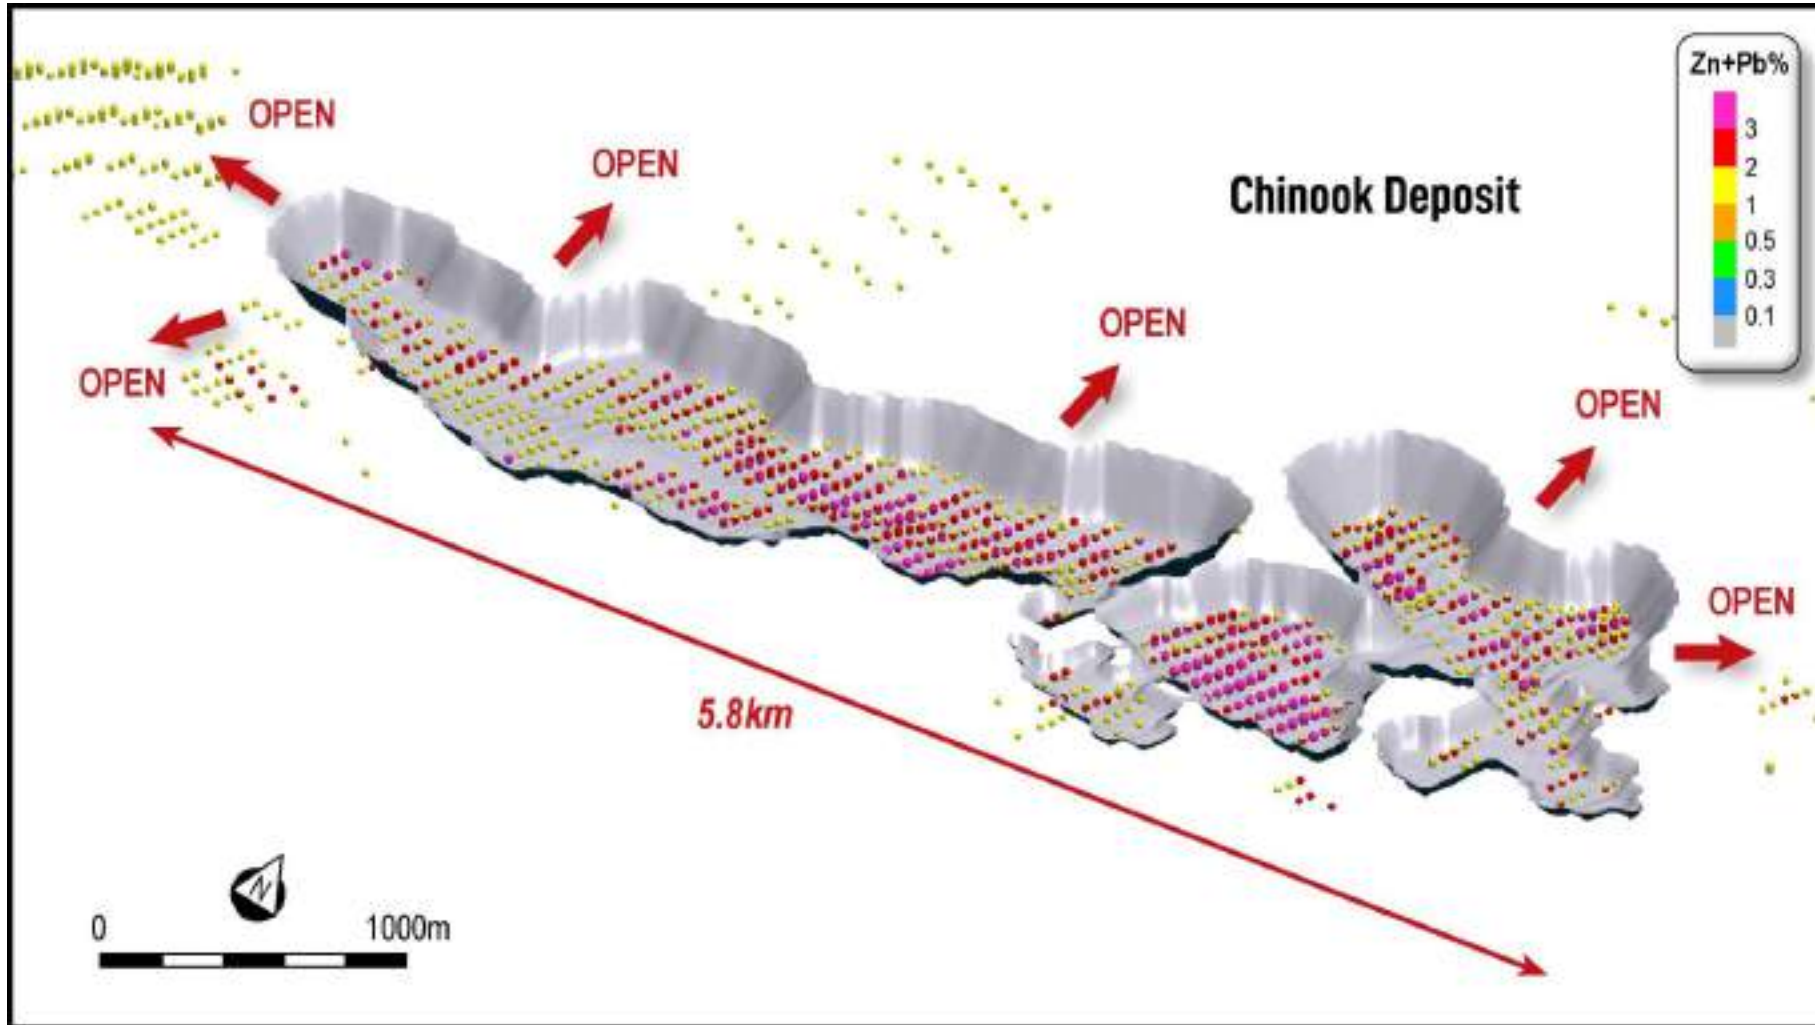 Zn+Pb%
3
2
1
0.5
0.3
0.1
OPEN
OPEN
Chinook Deposit
OPEN
OPEN
OPEN
OPEN
5.8km
N
0 1000m